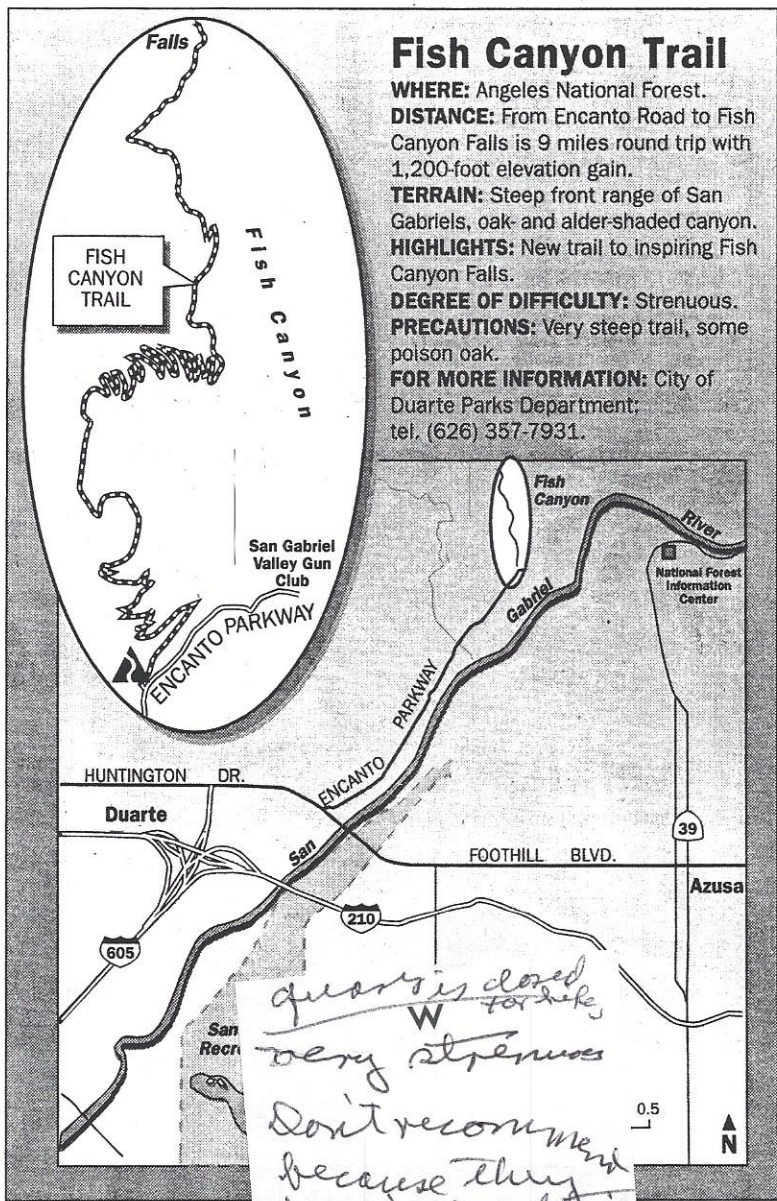 Falls
FISH
CANYON
TRAIL
Fish Canyon
San Gabriel
Valley Gun
Club
ENCANTO PARKWAY
Fish Canyon Trail
WHERE: Angeles National Forest.
DISTANCE: From Encanto Road to Fish
Canyon Falls is 9 miles round trip with
1,200-foot elevation gain.
TERRAIN: Steep front range of San
Gabriels, oak- and alder-shaded canyon.
HIGHLIGHTS: New trail to inspiring Fish
Canyon Falls.
DEGREE OF DIFFICULTY: Strenuous.
PRECAUTIONS: Very steep trail, some
poison oak.
FOR MORE INFORMATION: City of
Duarte Parks Department;
tel. (626) 357-7931.
Fish
Canyon
San Gabriel River
National Forest
Information
Center
ENCANTO PARKWAY
HUNTINGTON DR.
Duarte
39
FOOTHILL BLVD.
Azusa
210
605
San
Recre
quarry is closed
for
W
very strenuous
Don't recommend
because they
0.5
N